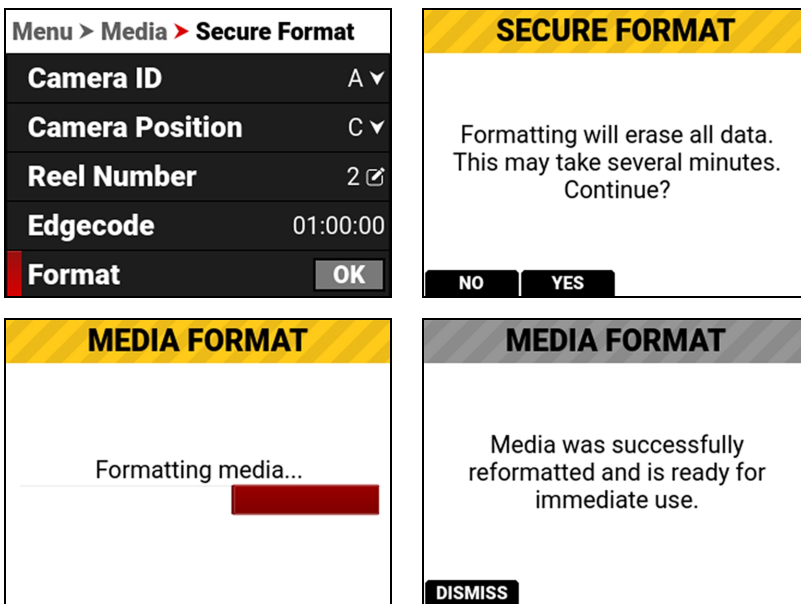 Menu > Media > Secure Format
Camera ID A
Camera Position C
Reel Number 2
Edgecode 01:00:00
Format OK
SECURE FORMAT
Formatting will erase all data.
This may take several minutes.
Continue?
NO YES
MEDIA FORMAT
Formatting media...
MEDIA FORMAT
Media was successfully
reformatted and is ready for
immediate use.
DISMISS